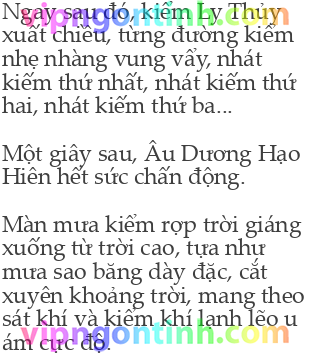 Ngay sau đó, kiếm Ly Thủy
xuất chiêu, từng đường kiếm
nhẹ nhàng vung vẩy, nhát
kiếm thứ nhất, nhát kiếm thứ
hai, nhát kiếm thứ ba...
Một giây sau, Âu Dương Hạo
Hiên hết sức chấn động.
Màn mưa kiếm rợp trời giáng
xuống từ trời cao, tựa như
mưa sao băng dày đặc, cắt
xuyên khoảng trời, mang theo
sát khí và kiếm khí lạnh lẽo u
ám cực độ.
vipngontinh.com
vipngontinh.com